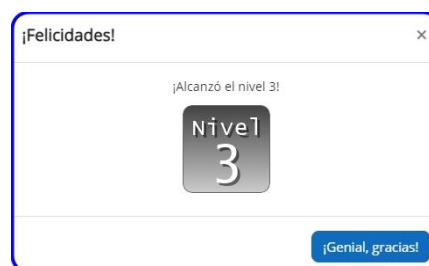 ¡Felicidades!
×
¡Alcanzó el nivel 3!
Nivel
3
¡Genial, gracias!